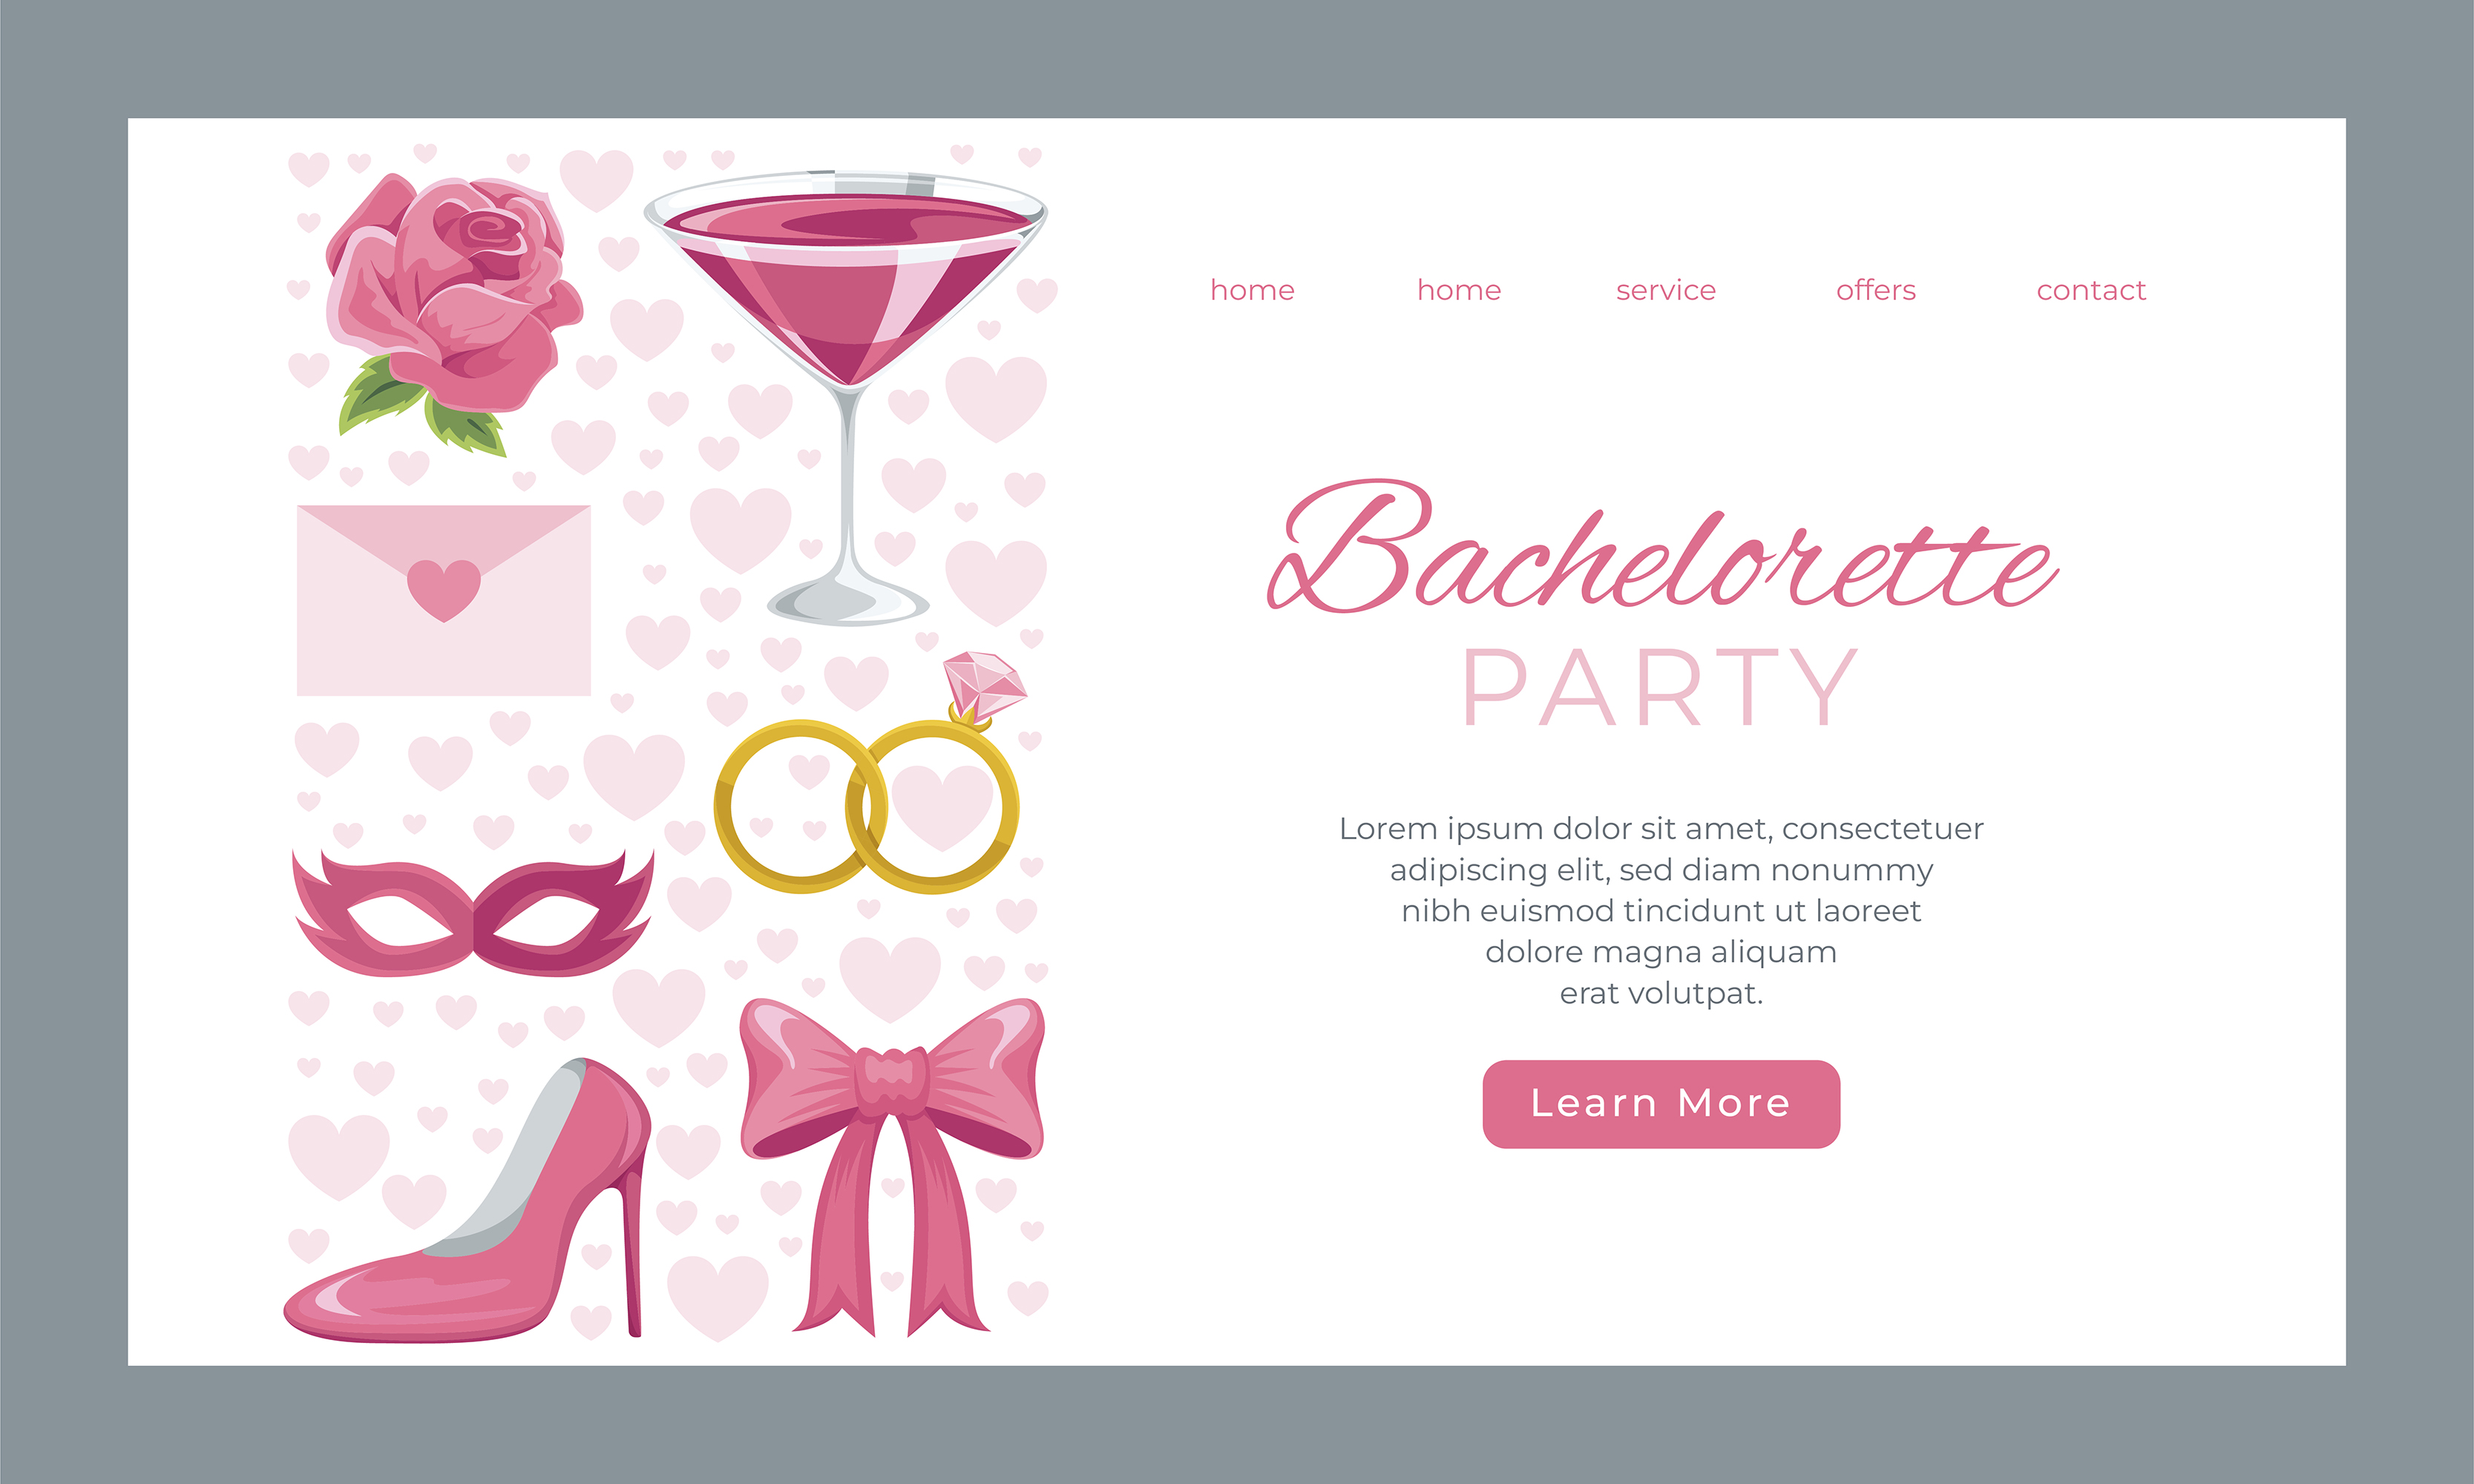 home home service offers contact
Bachelorette
PARTY
Lorem ipsum dolor sit amet, consectetuer
adipiscing elit, sed diam nonummy
nibh euismod tincidunt ut laoreet
dolore magna aliquam
erat volutpat.
Learn More